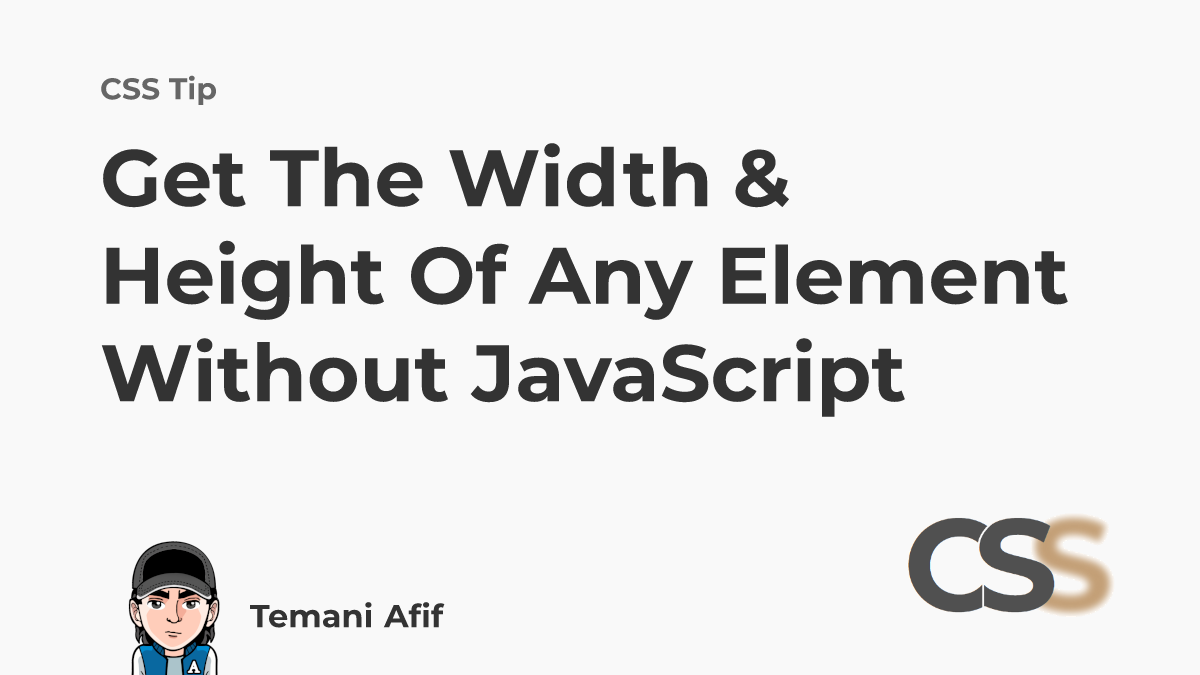 CSS Tip
Get The Width &
Height Of Any Element
Without JavaScript
A
Temani Afif
CSS